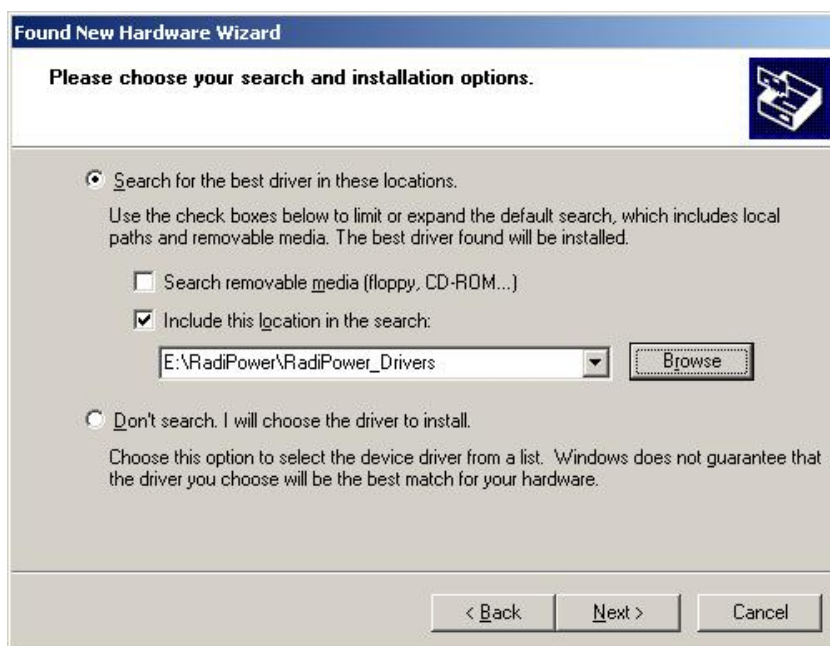 Found New Hardware Wizard
Please choose your search and installation options.
Search for the best driver in these locations.
Use the check boxes below to limit or expand the default search, which includes local
paths and removable media. The best driver found will be installed.
Search removable media (floppy, CD-ROM...)
Include this location in the search:
E:\RadiPower\RadiPower_Drivers
Browse
Don't search. I will choose the driver to install.
Choose this option to select the device driver from a list. Windows does not guarantee that
the driver you choose will be the best match for your hardware.
< Back Next > Cancel